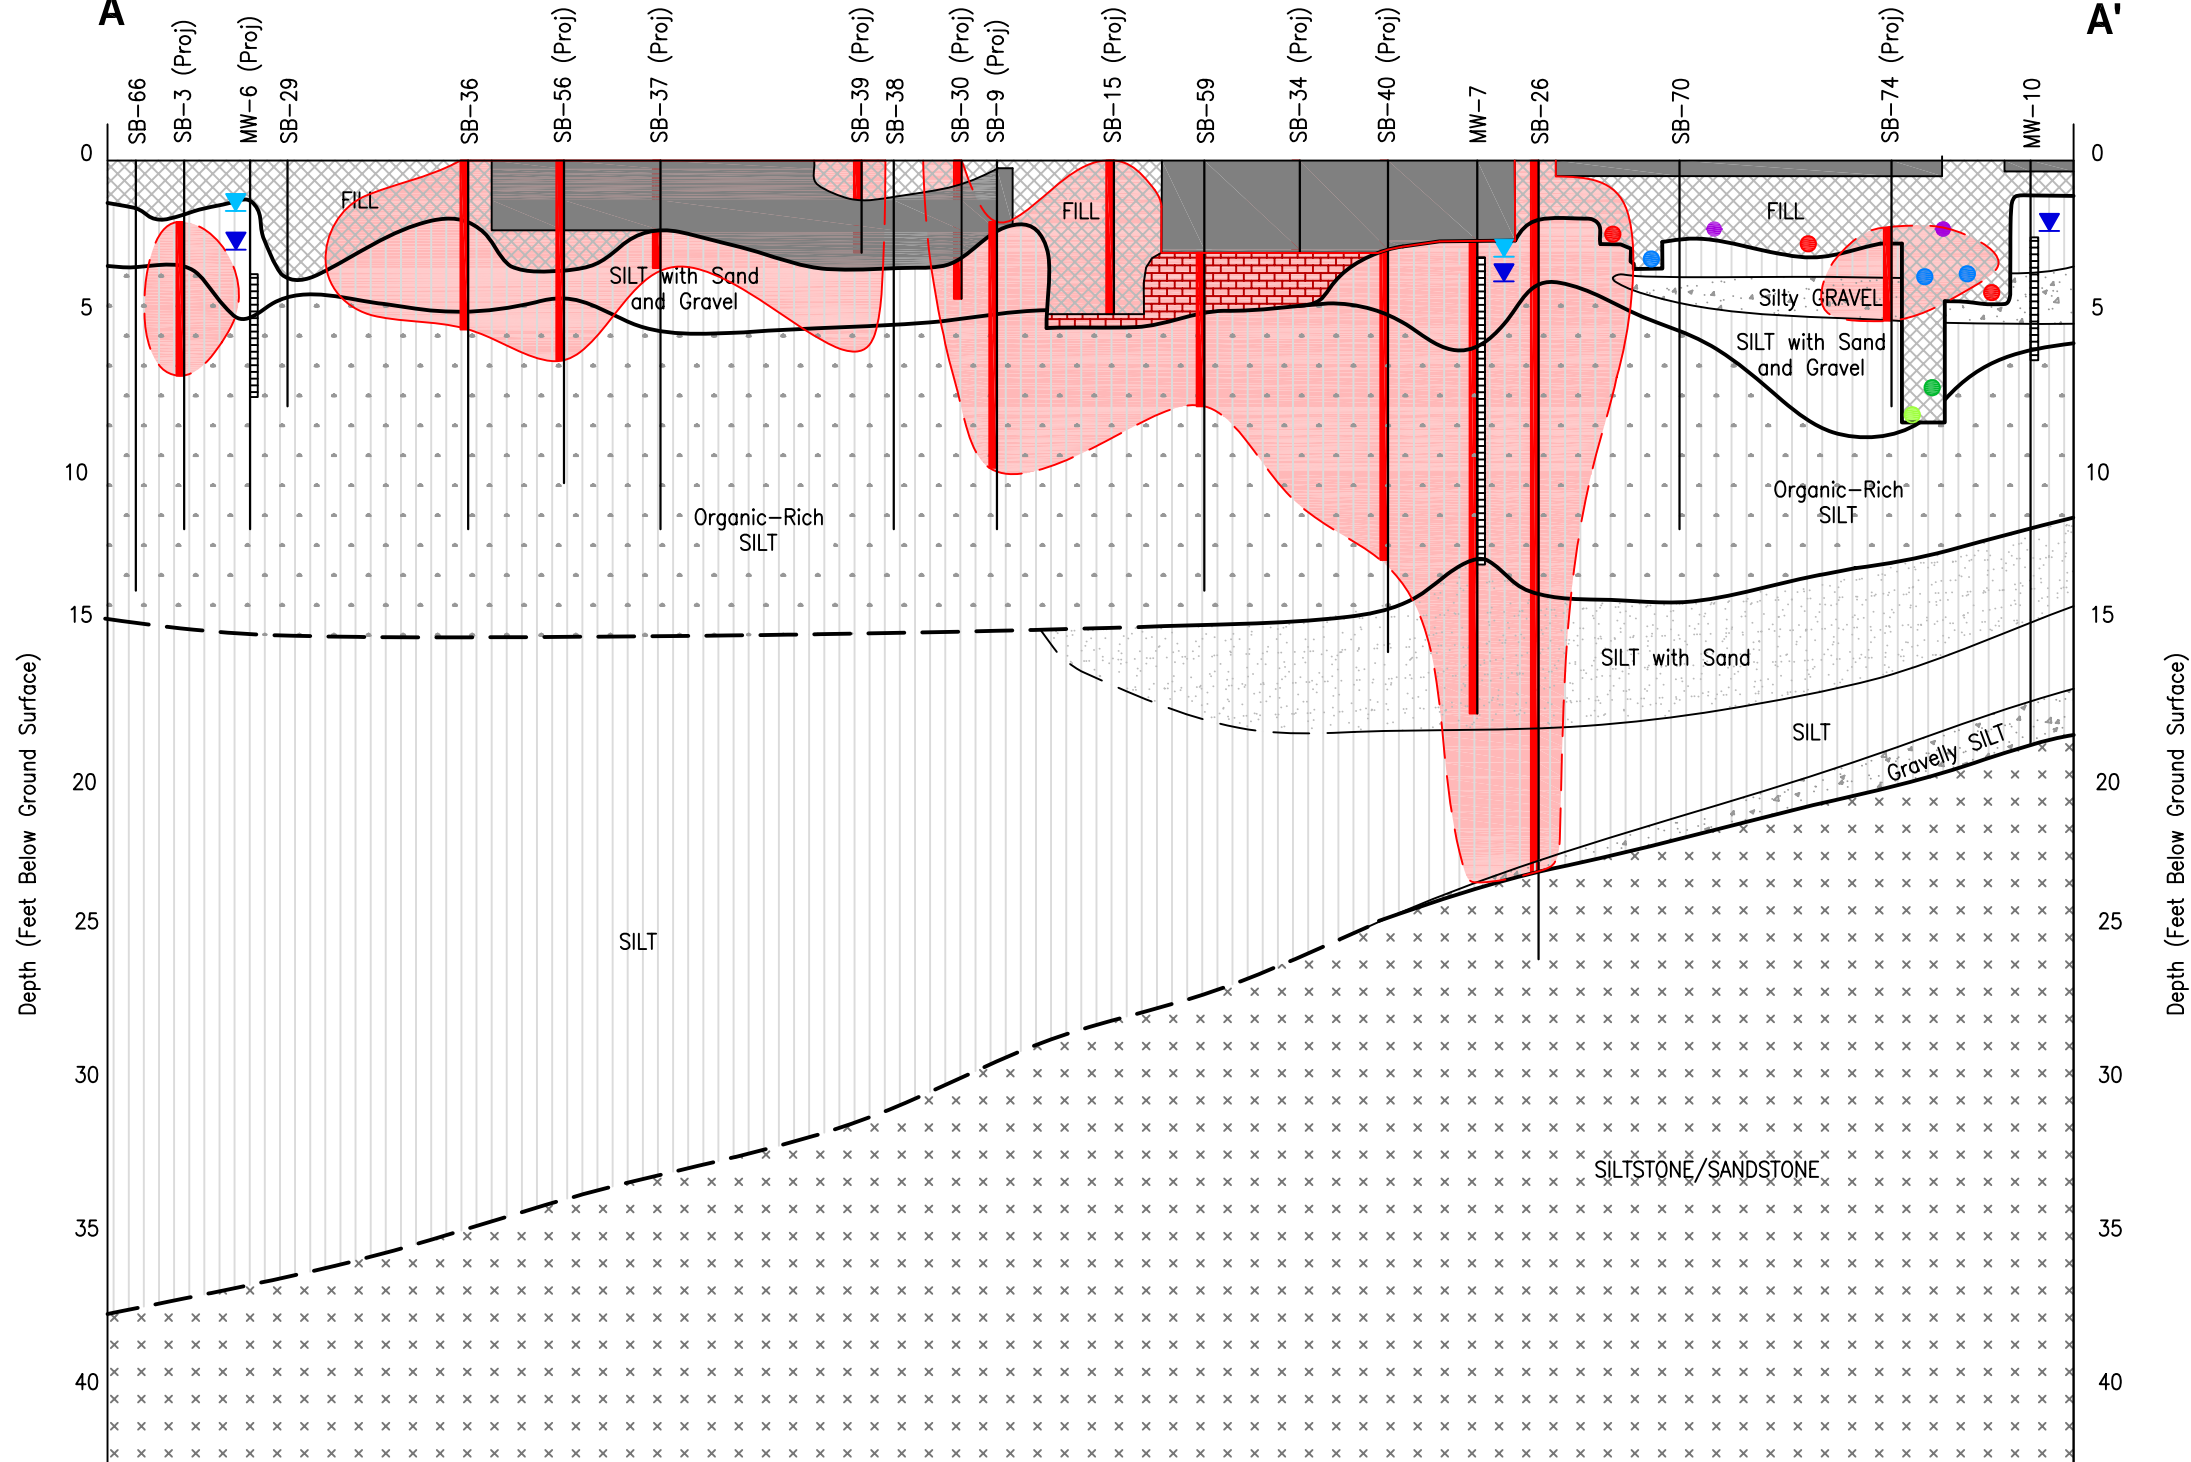 A
A'
SB-66
SB-3 (Proj)
MW-6 (Proj)
SB-29
SB-36
SB-56 (Proj)
SB-37 (Proj)
SB-39 (Proj)
SB-38
SB-30 (Proj)
SB-9 (Proj)
SB-15 (Proj)
SB-59
SB-34 (Proj)
SB-40 (Proj)
MW-7
SB-26
SB-70
SB-74 (Proj)
MW-10
0
0
FILL
FILL
FILL
SILT with Sand
and Gravel
Silty GRAVEL
5
5
SILT with Sand
and Gravel
10
10
Organic-Rich
SILT
Organic-Rich
SILT
15
15
SILT with Sand
SILT
Gravelly SILT
20
20
Depth (Feet Below Ground Surface)
Depth (Feet Below Ground Surface)
25
25
SILT
30
30
SILTSTONE/SANDSTONE
35
35
40
40